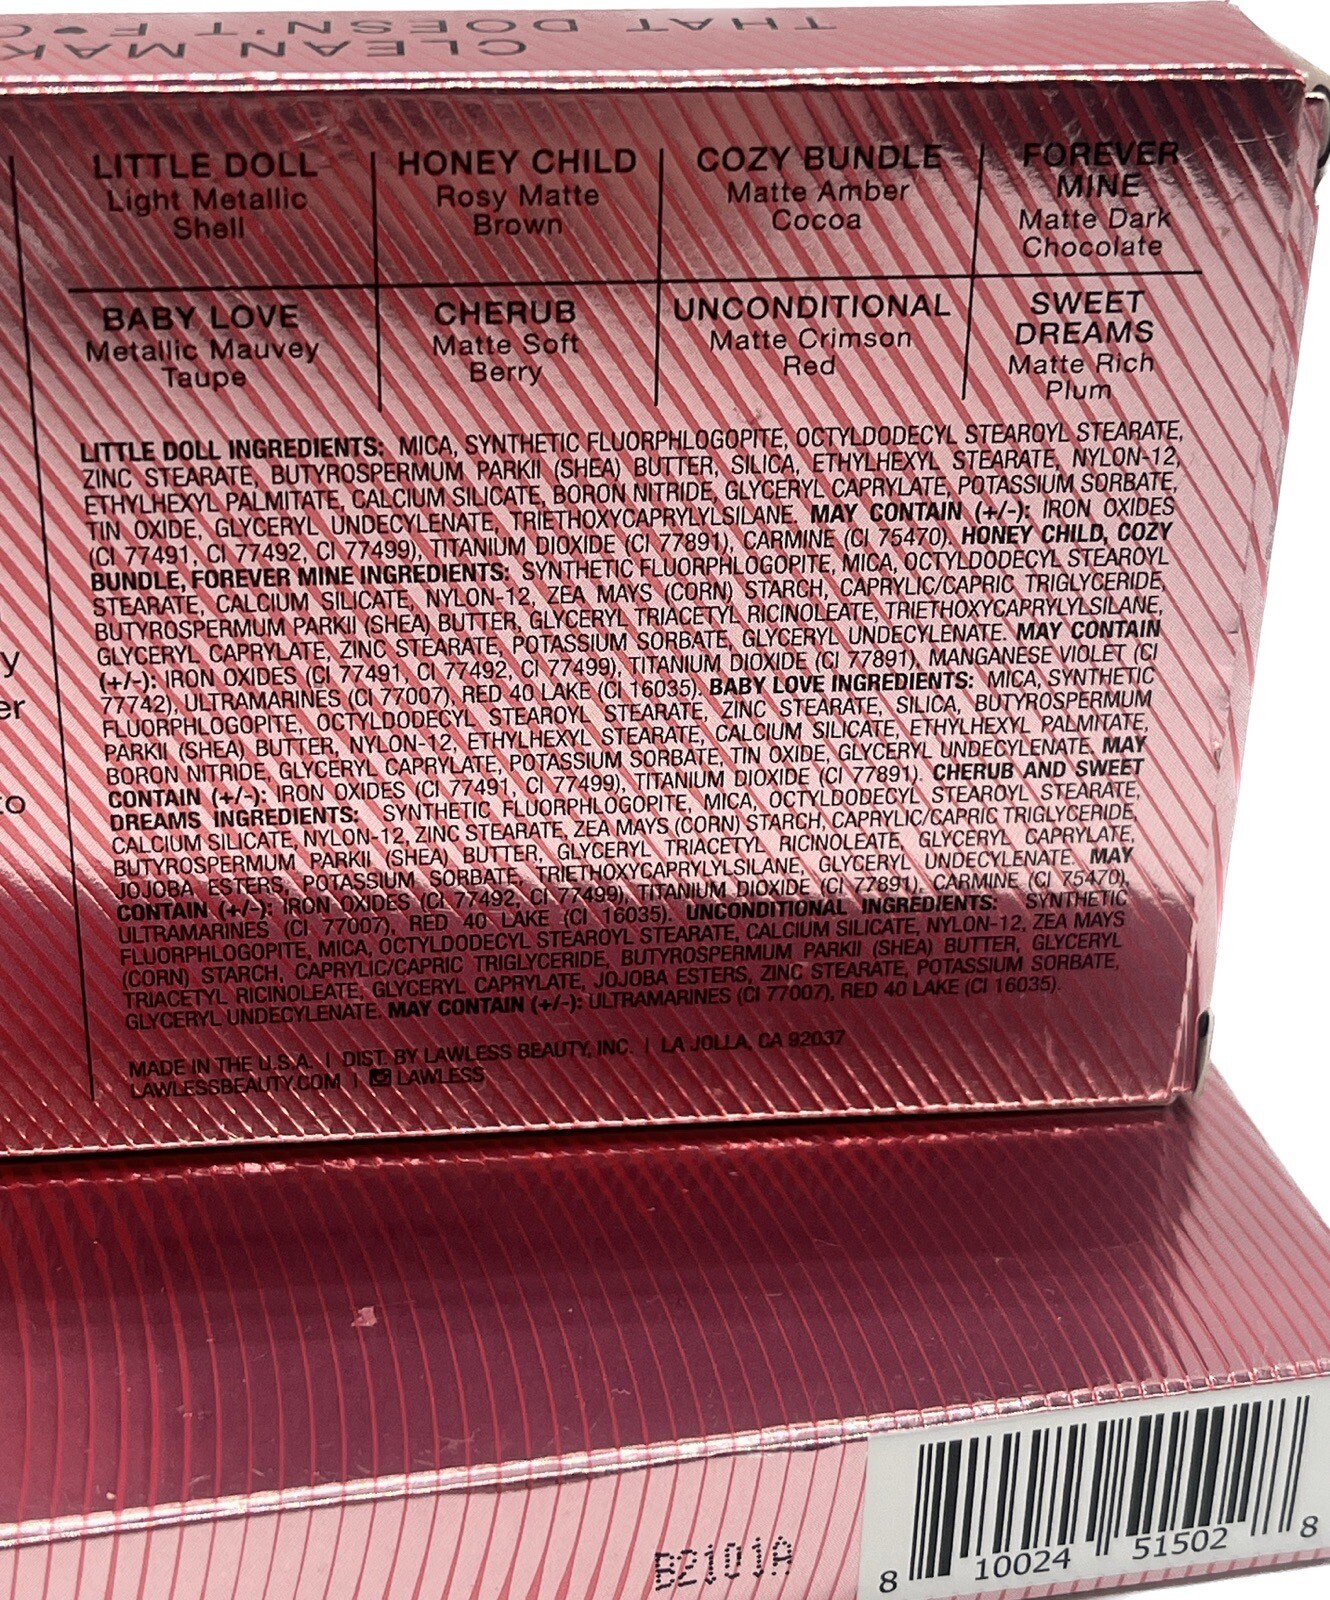 THAT DOESN'T F♥C
CLEAN MAK
LITTLE DOLL
Light Metallic
Shell
HONEY CHILD
Rosy Matte
Brown
COZY BUNDLE
Matte Amber
Cocoa
FOREVER
MINE
Matte Dark
Chocolate
BABY LOVE
Metallic Mauvey
Taupe
CHERUB
Matte Soft
Berry
UNCONDITIONAL
Matte Crimson
Red
SWEET
DREAMS
Matte Rich
Plum
y
er
to
LITTLE DOLL INGREDIENTS: MICA, SYNTHETIC FLUORPHLOGOPITE, OCTYLDODECYL STEAROYL STEARATE,
ZINC STEARATE, BUTYROSPERMUM PARKII (SHEA) BUTTER, SILICA, ETHYLHEXYL STEARATE, NYLON-12,
ETHYLHEXYL PALMITATE, CALCIUM SILICATE, BORON NITRIDE, GLYCERYL CAPRYLATE, POTASSIUM SORBATE,
TIN OXIDE, GLYCERYL UNDECYLENATE, TRIETHOXYCAPRYLYLSILANE. MAY CONTAIN (+/-): IRON OXIDES
(CI 77491, CI 77492, CI 77499), TITANIUM DIOXIDE (CI 77891), CARMINE (CI 75470). HONEY CHILD, COZY
BUNDLE, FOREVER MINE INGREDIENTS: SYNTHETIC FLUORPHLOGOPITE, MICA, OCTYLDODECYL STEAROYL
STEARATE, CALCIUM SILICATE, NYLON-12, ZEA MAYS (CORN) STARCH, CAPRYLIC/CAPRIC TRIGLYCERIDE,
BUTYROSPERMUM PARKII (SHEA) BUTTER, GLYCERYL TRIACETYL RICINOLEATE, TRIETHOXYCAPRYLYLSILANE,
GLYCERYL CAPRYLATE, ZINC STEARATE, POTASSIUM SORBATE, GLYCERYL UNDECYLENATE. MAY CONTAIN
(+/-): IRON OXIDES (CI 77491, CI 77492, CI 77499), TITANIUM DIOXIDE (CI 77891), MANGANESE VIOLET (CI
77742), ULTRAMARINES (CI 77007), RED 40 LAKE (CI 16035). BABY LOVE INGREDIENTS: MICA, SYNTHETIC
FLUORPHLOGOPITE, OCTYLDODECYL STEAROYL STEARATE, ZINC STEARATE, SILICA, BUTYROSPERMUM
PARKII (SHEA) BUTTER, NYLON-12, ETHYLHEXYL STEARATE, CALCIUM SILICATE, ETHYLHEXYL PALMITATE,
BORON NITRIDE, GLYCERYL CAPRYLATE, POTASSIUM SORBATE, TIN OXIDE, GLYCERYL UNDECYLENATE. MAY
CONTAIN (+/-): IRON OXIDES (CI 77491, CI 77499), TITANIUM DIOXIDE (CI 77891). CHERUB AND SWEET
DREAMS INGREDIENTS: SYNTHETIC FLUORPHLOGOPITE, MICA, OCTYLDODECYL STEAROYL STEARATE,
CALCIUM SILICATE, NYLON-12, ZINC STEARATE, ZEA MAYS (CORN) STARCH, CAPRYLIC/CAPRIC TRIGLYCERIDE,
BUTYROSPERMUM PARKII (SHEA) BUTTER, GLYCERYL TRIACETYL RICINOLEATE, GLYCERYL CAPRYLATE,
JOJOBA ESTERS, POTASSIUM SORBATE, TRIETHOXYCAPRYLYLSILANE, GLYCERYL UNDECYLENATE. MAY
CONTAIN (+/-): IRON OXIDES (CI 77492, CI 77499), TITANIUM DIOXIDE (CI 77891), CARMINE (CI 75470),
ULTRAMARINES (CI 77007), RED 40 LAKE (CI 16035). UNCONDITIONAL INGREDIENTS: SYNTHETIC
FLUORPHLOGOPITE, MICA, OCTYLDODECYL STEAROYL STEARATE, CALCIUM SILICATE, NYLON-12, ZEA MAYS
(CORN) STARCH, CAPRYLIC/CAPRIC TRIGLYCERIDE, BUTYROSPERMUM PARKII (SHEA) BUTTER, GLYCERYL
TRIACETYL RICINOLEATE, GLYCERYL CAPRYLATE, JOJOBA ESTERS, ZINC STEARATE, POTASSIUM SORBATE,
GLYCERYL UNDECYLENATE. MAY CONTAIN (+/-): ULTRAMARINES (CI 77007), RED 40 LAKE (CI 16035).
MADE IN THE U.S.A. | DIST. BY LAWLESS BEAUTY, INC. | LA JOLLA, CA 92037
LAWLESSBEAUTY.COM | LAWLESS
B2101A
8 10024 51502 8